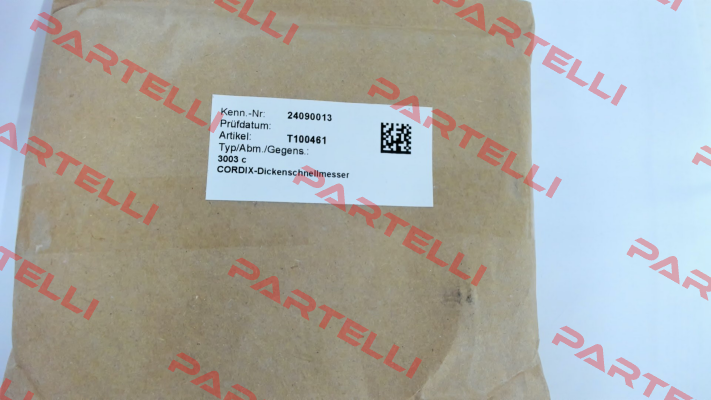 Kenn.-Nr: 24090013
Prüfdatum:
Artikel: T100461
Typ/Abm./Gegens.:
3003 c
CORDIX-Dickenschnellmesser
PARTELLI
PARTELLI
PARTELLI
PARTELLI
PARTELLI
PARTELLI
PARTELLI
PARTELLI
PARTELLI